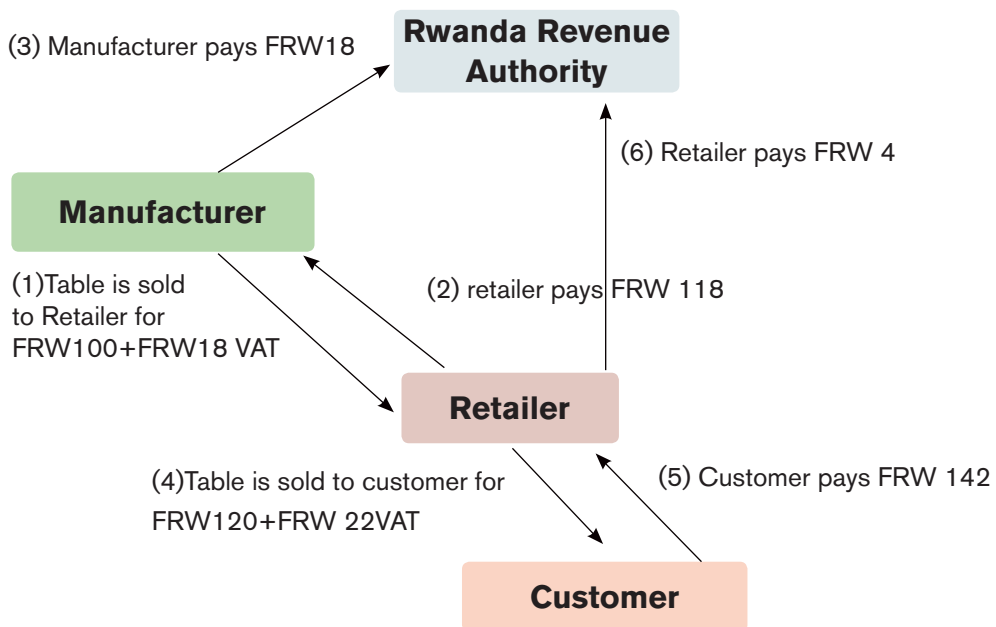 (3) Manufacturer pays FRW18
Rwanda Revenue
Authority
(6) Retailer pays FRW 4
Manufacturer
(1)Table is sold
to Retailer for
FRW100+FRW18 VAT
(2) retailer pays FRW 118
Retailer
(4)Table is sold to customer for
FRW120+FRW 22VAT
(5) Customer pays FRW 142
Customer